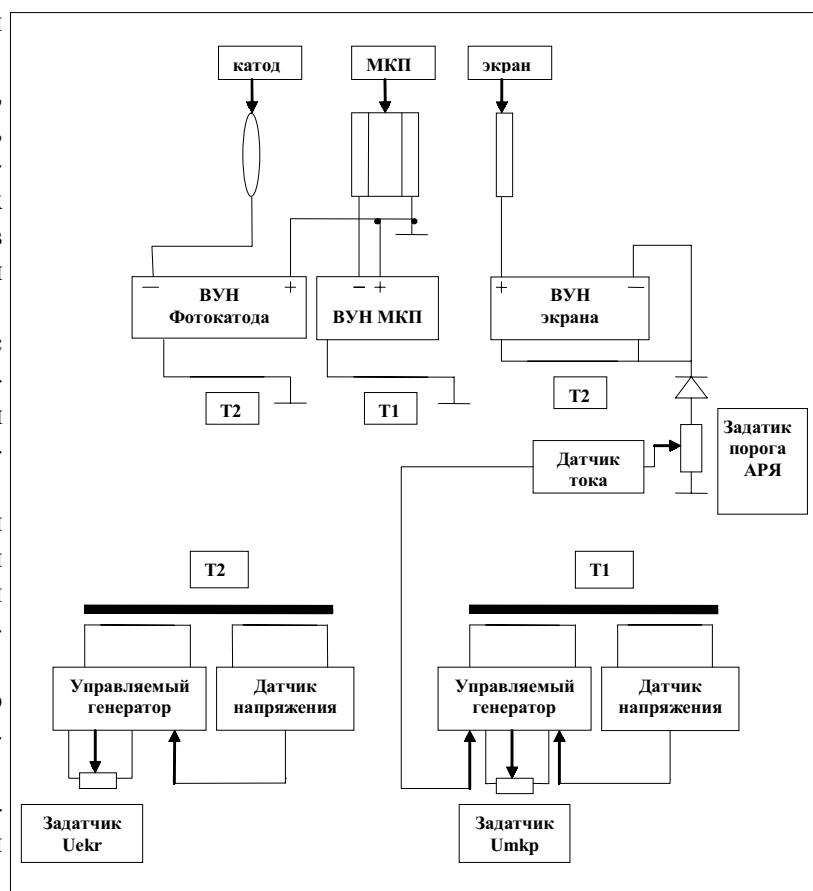 катод
МКП
экран
— + — + + —
ВУН
Фотокатода
ВУН МКП
ВУН
экрана
Т2
Т1
Т2
Задатик
порога
АРЯ
Датчик
тока
Т2
Т1
Управляемый
генератор
Датчик
напряжения
Управляемый
генератор
Датчик
напряжения
Задатчик
Uekr
Задатчик
Umkp